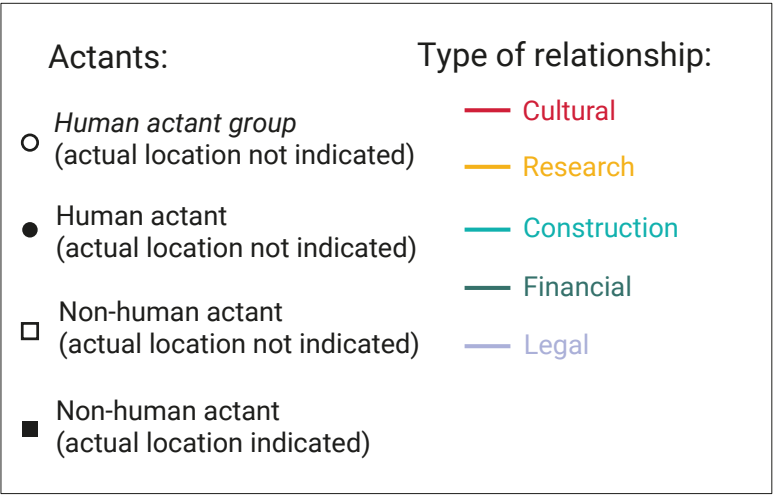 Actants:
Human actant group
(actual location not indicated)
Human actant
(actual location not indicated)
Non-human actant
(actual location not indicated)
Non-human actant
(actual location indicated)
Type of relationship:
Cultural
Research
Construction
Financial
Legal